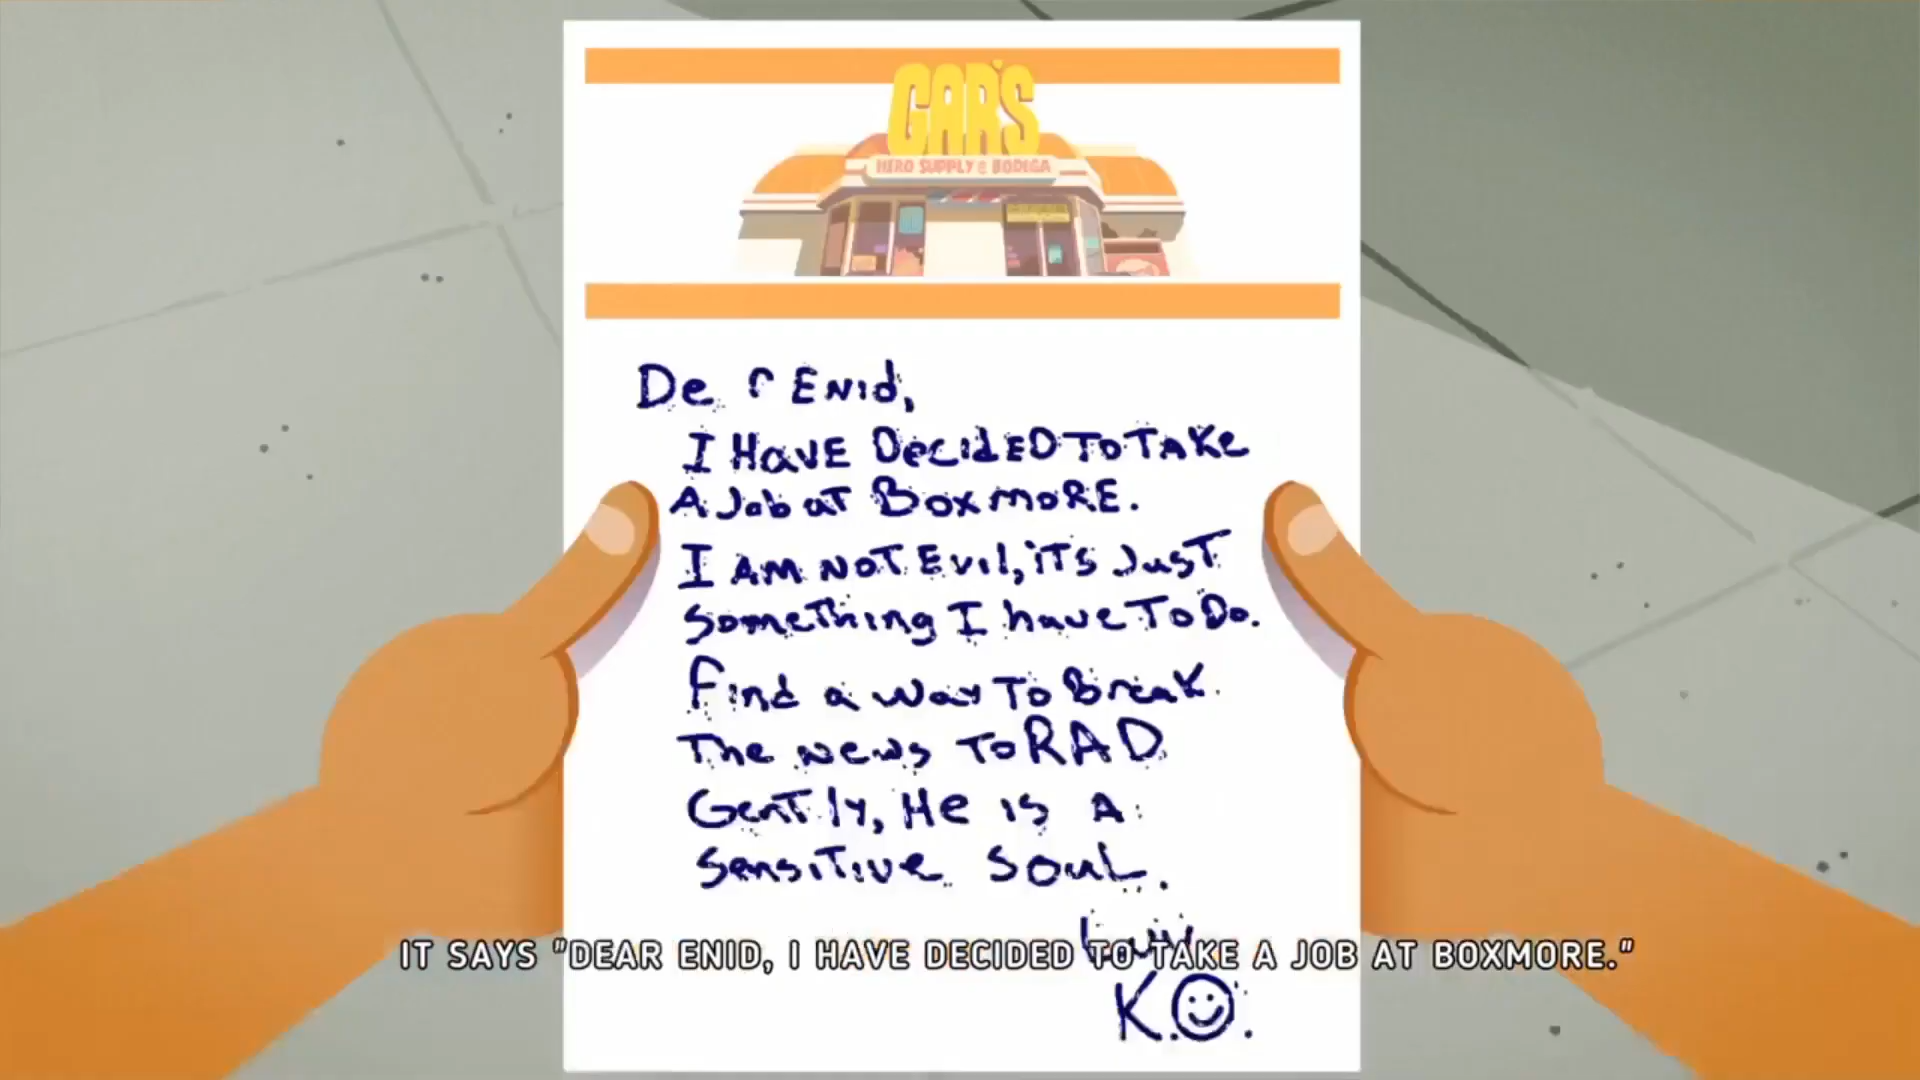 GAR'S
HERO SUPPLY & BODEGA
De r Enid,
I HavE DecidED To TAKe
A Job aT BoxmoRE.
I AM NOT Evil, iTs JusT
SomeThing I have To Do.
Find a way To Break
The news To RAD
GenTly, He is A
SensiTive SouL.
Luv
IT SAYS "DEAR ENID, I HAVE DECIDED TO TAKE A JOB AT BOXMORE."
K.O.